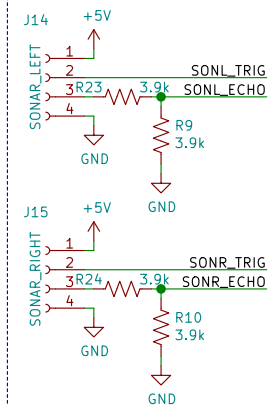 J14
+5V
SONAR_LEFT
1
2
3
4
SONL_TRIG
R23
3.9k
SONL_ECHO
R9
3.9k
GND
GND
J15
+5V
SONAR_RIGHT
1
2
3
4
SONR_TRIG
R24
3.9k
SONR_ECHO
R10
3.9k
GND
GND